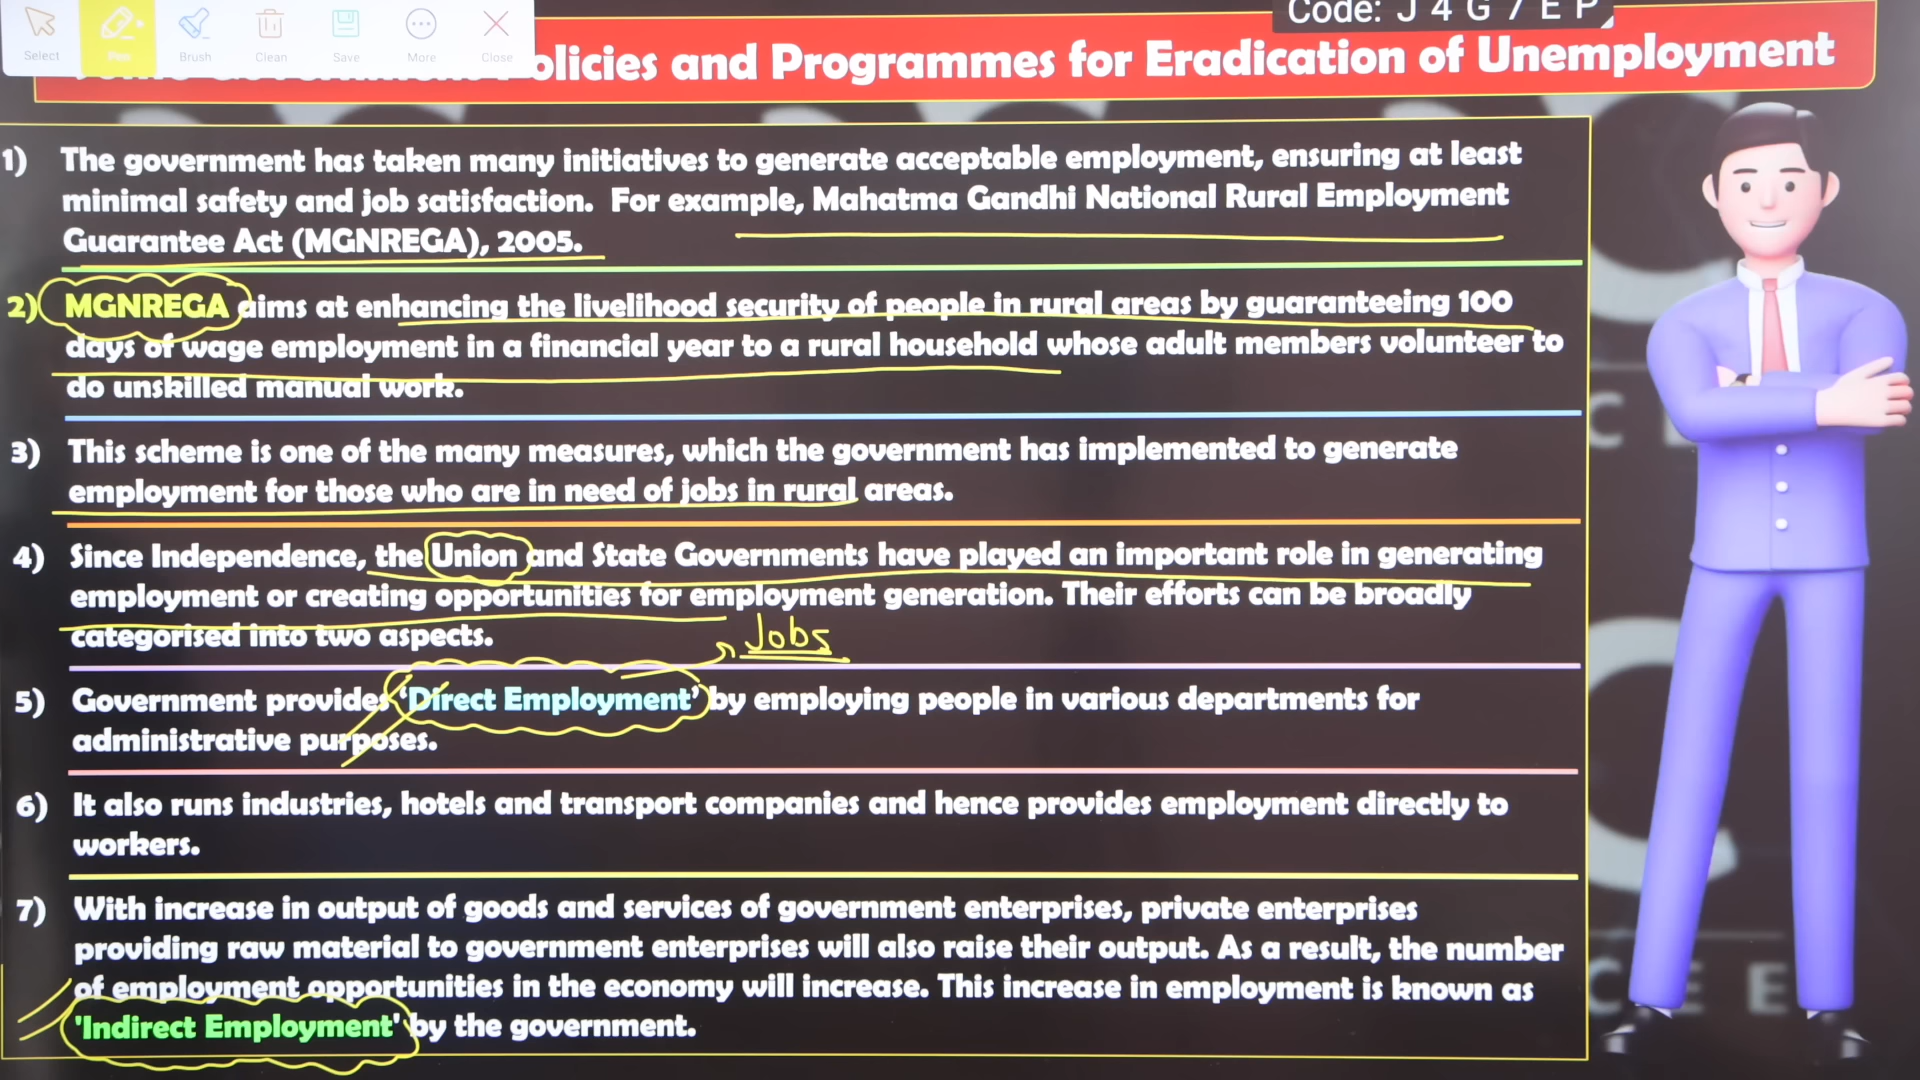 Code: J 4 G 7 E P
Select Pen Brush Clean Save More Close
olicies and Programmes for Eradication of Unemployment
1) The government has taken many initiatives to generate acceptable employment, ensuring at least
minimal safety and job satisfaction. For example, Mahatma Gandhi National Rural Employment
Guarantee Act (MGNREGA), 2005.
2) MGNREGA aims at enhancing the livelihood security of people in rural areas by guaranteeing 100
days of wage employment in a financial year to a rural household whose adult members volunteer to
do unskilled manual work.
3) This scheme is one of the many measures, which the government has implemented to generate
employment for those who are in need of jobs in rural areas.
4) Since Independence, the Union and State Governments have played an important role in generating
employment or creating opportunities for employment generation. Their efforts can be broadly
categorised into two aspects.
Jobs
5) Government provides 'Direct Employment' by employing people in various departments for
administrative purposes.
6) It also runs industries, hotels and transport companies and hence provides employment directly to
workers.
7) With increase in output of goods and services of government enterprises, private enterprises
providing raw material to government enterprises will also raise their output. As a result, the number
of employment opportunities in the economy will increase. This increase in employment is known as
'Indirect Employment' by the government.